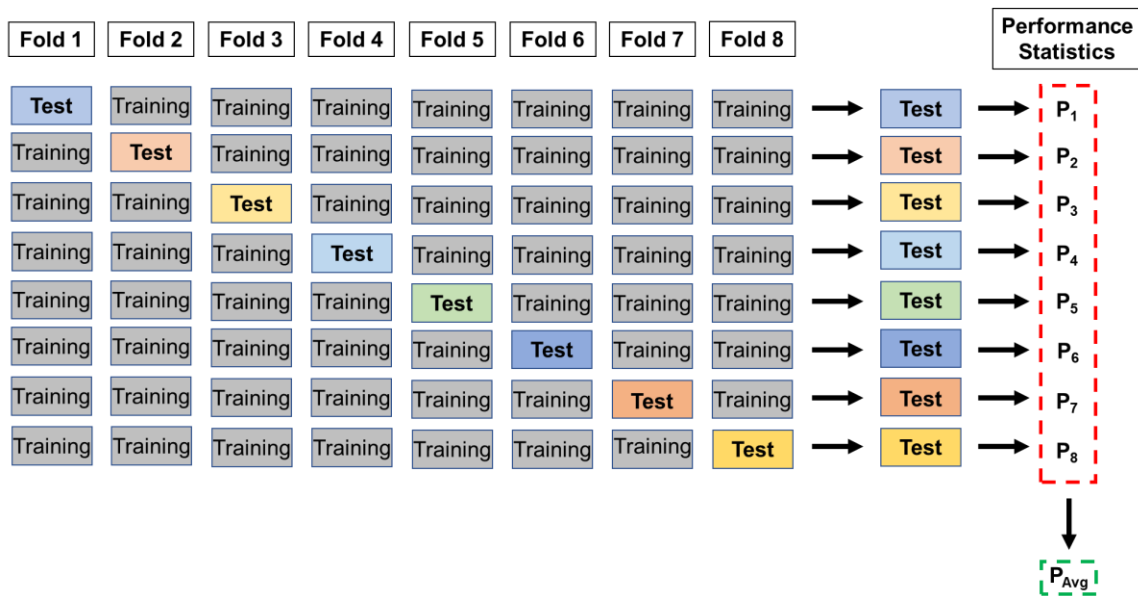 Fold 1 Fold 2 Fold 3 Fold 4 Fold 5 Fold 6 Fold 7 Fold 8 Performance
Statistics
Test Training Training Training Training Training Training Training Test P1
Training Test Training Training Training Training Training Training Test P2
Training Training Test Training Training Training Training Training Test P3
Training Training Training Test Training Training Training Training Test P4
Training Training Training Training Test Training Training Training Test P5
Training Training Training Training Training Test Training Training Test P6
Training Training Training Training Training Training Test Training Test P7
Training Training Training Training Training Training Training Test Test P8
PAvg